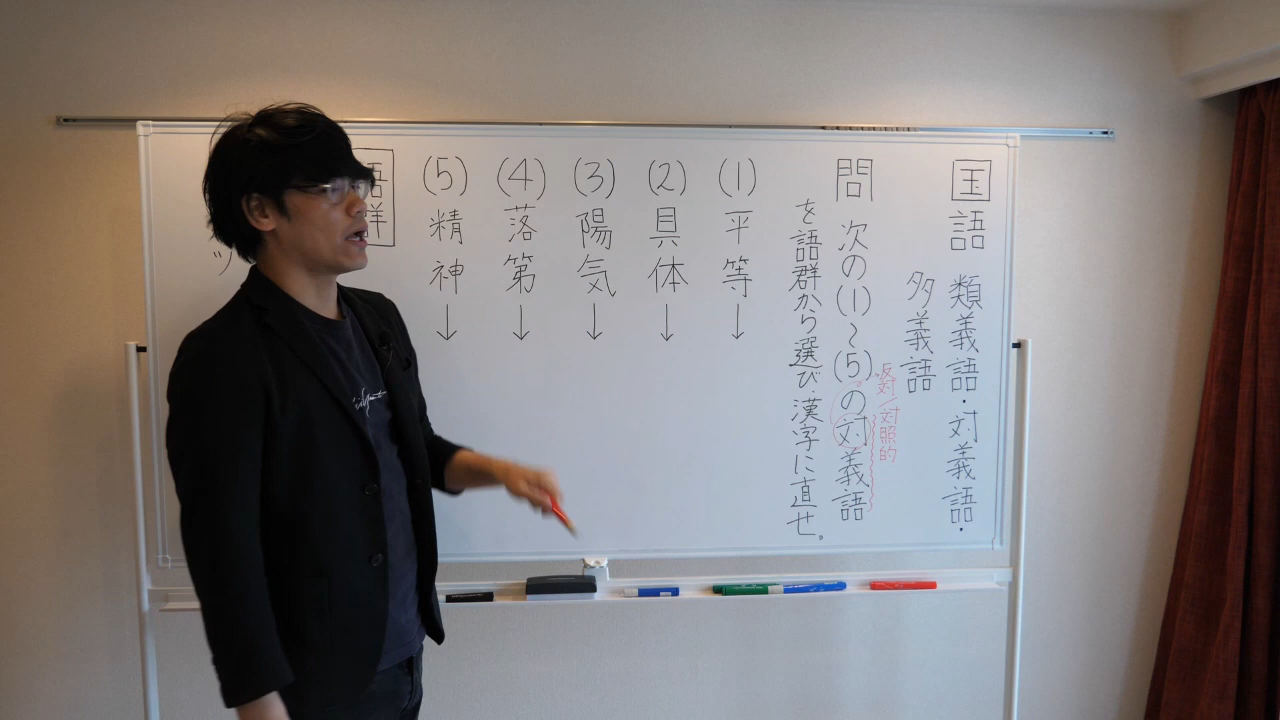 国語 類義語・対義語・
多義語
反対/対照的
問 次の(1)~(5)の対義語
を語群から選び漢字に直せ。
(1)平等↓
(2)具体↓
(3)陽気↓
(4)落第↓
(5)精神↓
語群